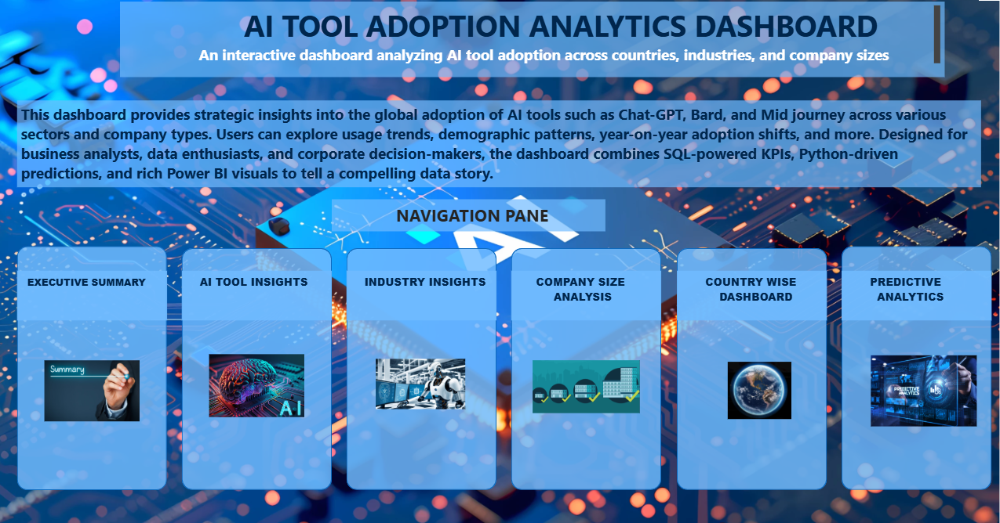 AI TOOL ADOPTION ANALYTICS DASHBOARD
An interactive dashboard analyzing AI tool adoption across countries, industries, and company sizes
This dashboard provides strategic insights into the global adoption of AI tools such as Chat-GPT, Bard, and Mid journey across various
sectors and company types. Users can explore usage trends, demographic patterns, year-on-year adoption shifts, and more. Designed for
business analysts, data enthusiasts, and corporate decision-makers, the dashboard combines SQL-powered KPIs, Python-driven
predictions, and rich Power BI visuals to tell a compelling data story.
NAVIGATION PANE
AI
EXECUTIVE SUMMARY
Summary
AI TOOL INSIGHTS
AI
INDUSTRY INSIGHTS
COMPANY SIZE
ANALYSIS
COUNTRY WISE
DASHBOARD
PREDICTIVE
ANALYTICS
PREDICTIVE
ANALYTICS